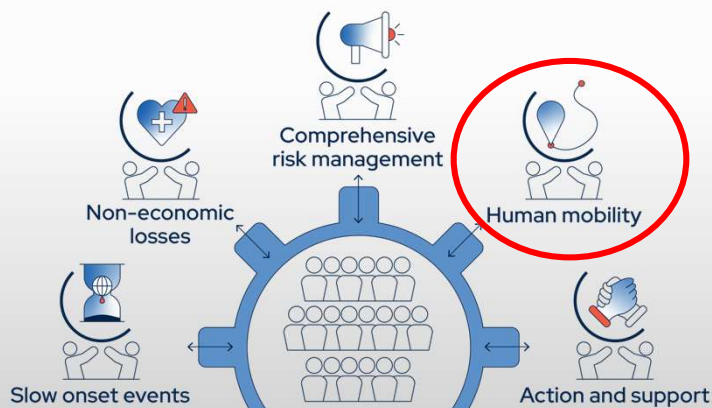 Comprehensive
risk management
Non-economic
losses
Human mobility
Slow onset events
Action and support